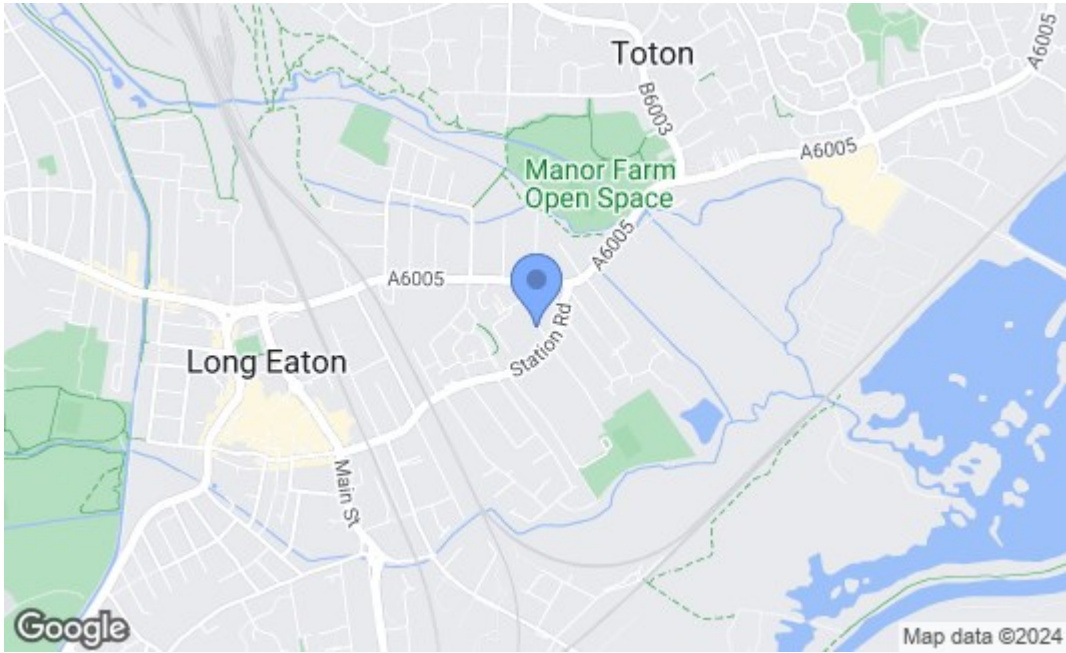 Toton
B6003
A6005
A6005
Manor Farm
Open Space
A6005
A6005
Station Rd
Long Eaton
Main St
Google
Map data ©2024